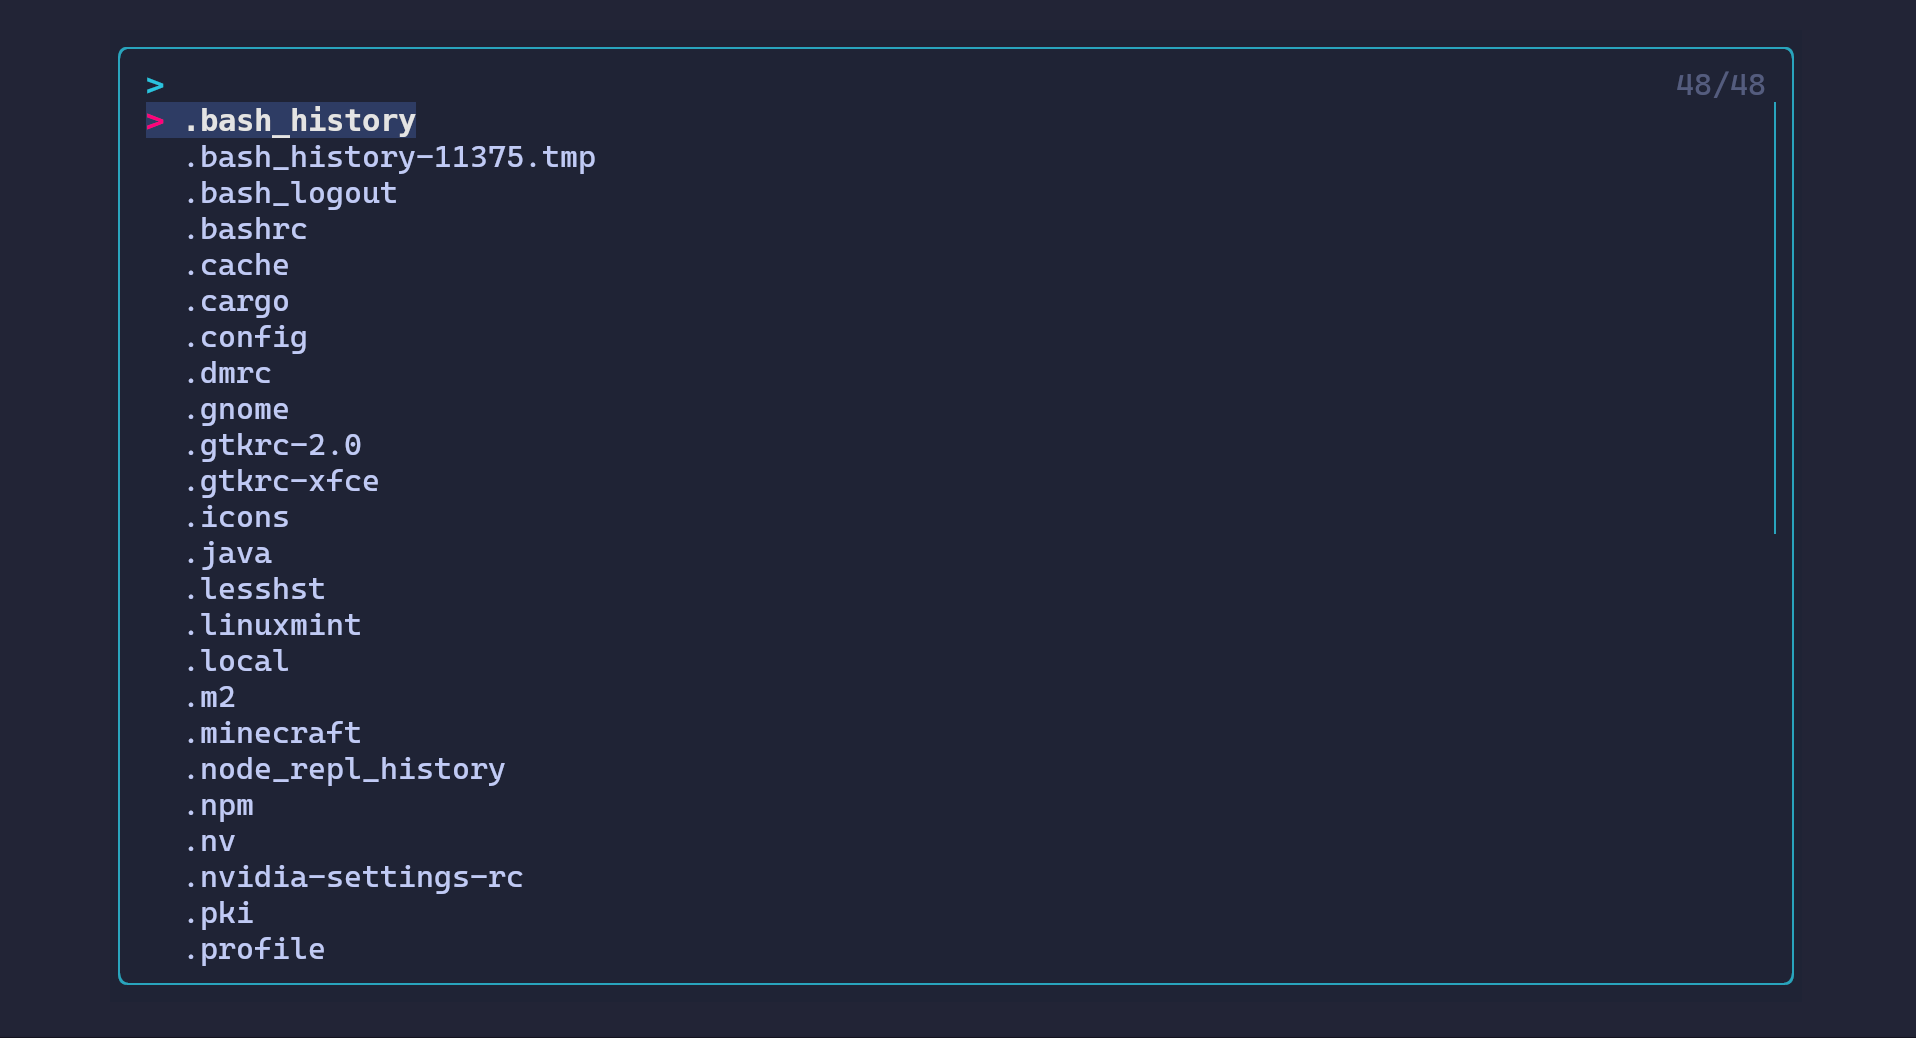 > 48/48
> .bash_history
.bash_history-11375.tmp
.bash_logout
.bashrc
.cache
.cargo
.config
.dmrc
.gnome
.gtkrc-2.0
.gtkrc-xfce
.icons
.java
.lesshst
.linuxmint
.local
.m2
.minecraft
.node_repl_history
.npm
.nv
.nvidia-settings-rc
.pki
.profile